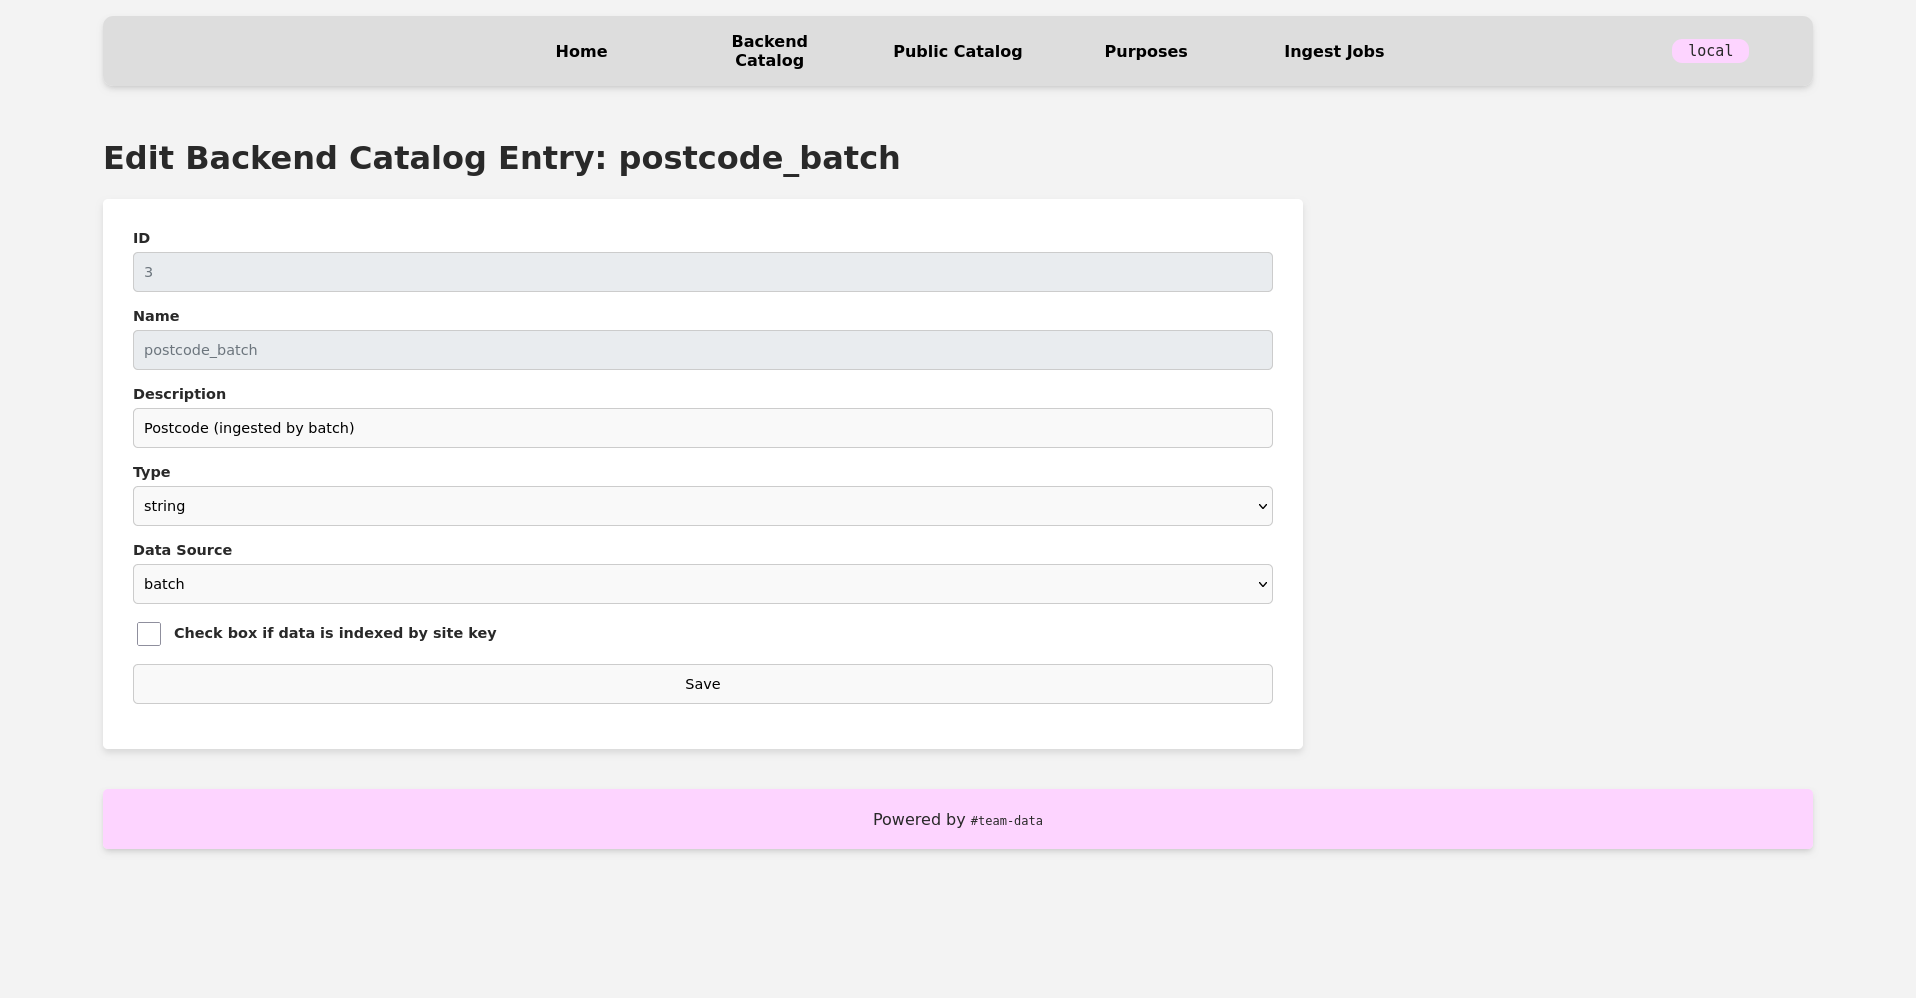 Home
Backend
Catalog
Public Catalog
Purposes
Ingest Jobs
local
Edit Backend Catalog Entry: postcode_batch
ID
3
Name
postcode_batch
Description
Postcode (ingested by batch)
Type
string
Data Source
batch
Check box if data is indexed by site key
Save
Powered by #team-data